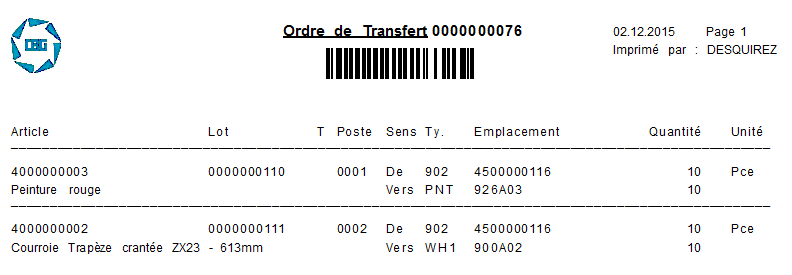 Ordre de Transfert 0000000076
02.12.2015 Page 1
Imprimé par : DESQUIREZ
Article Lot T Poste Sens Ty. Emplacement Quantité Unité
4000000003 0000000110 0001 De 902 4500000116 10 Pce
Peinture rouge Vers PNT 926A03 10
4000000002 0000000111 0002 De 902 4500000116 10 Pce
Courroie Trapèze crantée ZX23 - 613mm Vers WH1 900A02 10